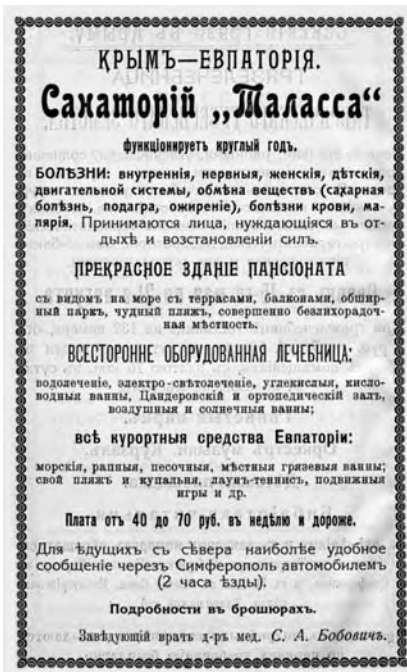 КРЫМЪ—ЕВПАТОРІЯ.
Санаторій „Таласса“
функціонируетъ круглый годъ.
БОЛѢЗНИ: внутреннія, нервныя, женскія, дѣтскія,
двигательной системы, обмѣна веществъ (сахарная
болѣзнь, подагра, ожиреніе), болѣзни крови, ма-
лярія. Принимаются лица, нуждающіяся въ от-
дыхѣ и возстановленіи силъ.
ПРЕКРАСНОЕ ЗДАНІЕ ПАНСІОНАТА
съ видомъ на море съ террасами, балконами, обшир-
ный паркъ, чудный пляжъ, совершенно безлихорадоч-
ная мѣстность.
ВСЕСТОРОННЕ ОБОРУДОВАННАЯ ЛЕЧЕБНИЦА:
водолеченіе, электро-свѣтолеченіе, углекислыя, кисло-
водныя ванны, Цандеровскій и ортопедическій залъ,
воздушныя и солнечныя ванны;
всѣ курортныя средства Евпаторіи:
морскія, рапныя, песочныя, мѣстныя грязевыя ванны;
свой пляжъ и купальня, лаунъ-теннисъ, подвижныя
игры и др.
Плата отъ 40 до 70 руб. въ недѣлю и дороже.
Для ѣдущихъ съ сѣвера наиболѣе удобное
сообщеніе черезъ Симферополь автомобилемъ
(2 часа ѣзды).
Подробности въ брошюрахъ.
Завѣдующій врачъ д-ръ мед. С. А. Бобовичъ.